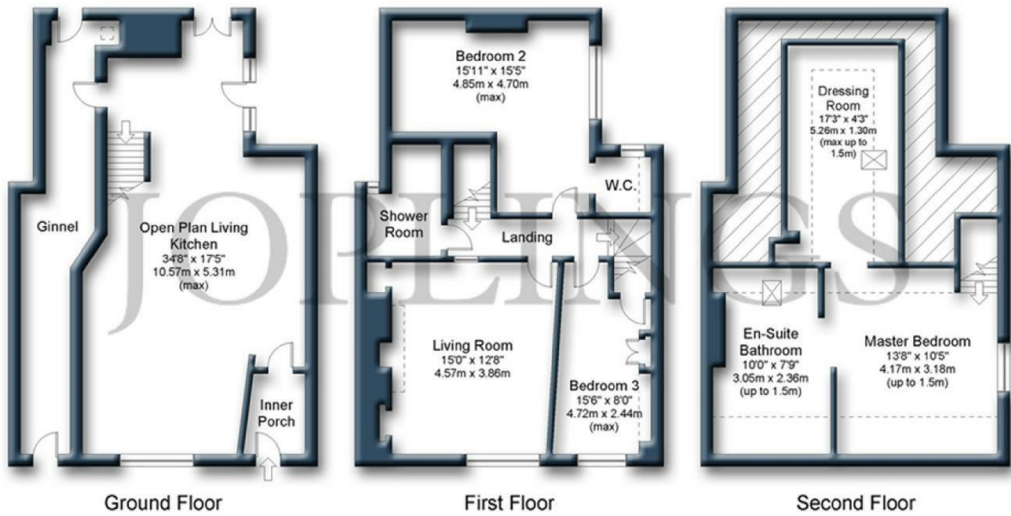 Ginnel
Open Plan Living
Kitchen
34'8" x 17'5"
10.57m x 5.31m
(max)
Inner
Porch
Ground Floor
Bedroom 2
15'11" x 15'5"
4.85m x 4.70m
(max)
W.C.
Shower
Room
Landing
Living Room
15'0" x 12'8"
4.57m x 3.86m
Bedroom 3
15'6" x 8'0"
4.72m x 2.44m
(max)
First Floor
Dressing
Room
17'3" x 4'3"
5.26m x 1.30m
(max up to
1.5m)
En-Suite
Bathroom
10'0" x 7'9"
3.05m x 2.36m
(up to 1.5m)
Master Bedroom
13'8" x 10'5"
4.17m x 3.18m
(up to 1.5m)
Second Floor
JOPLINGS